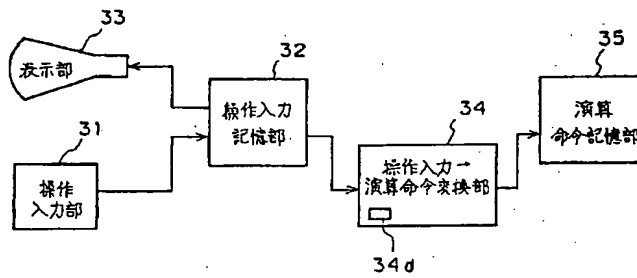 33
表示部
32
操作入力
記憶部
31
操作
入力部
34
操作入力→
演算命令変換部
34a
35
演算
命令記憶部